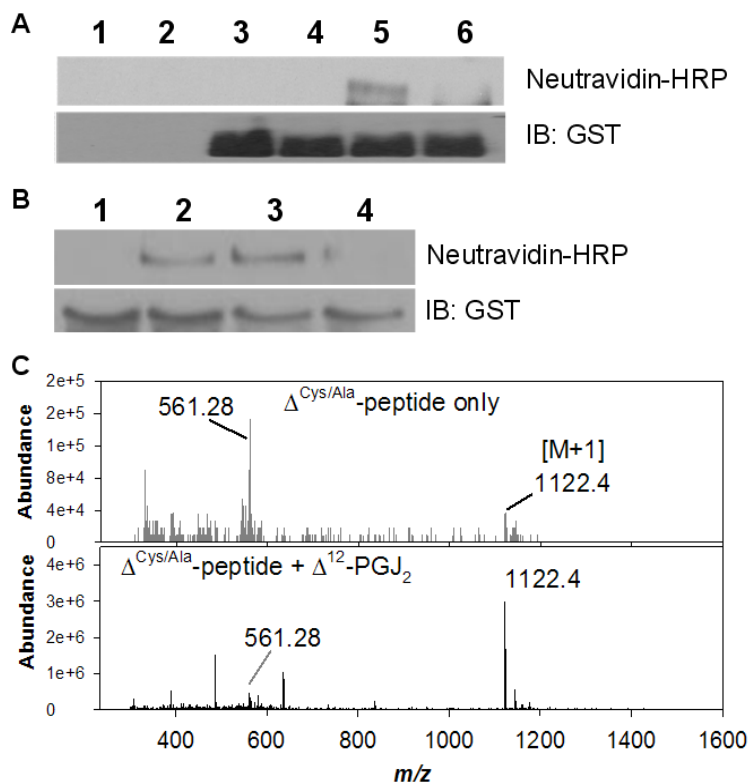 A
1 2 3 4 5 6
Neutravidin-HRP
IB: GST
B
1 2 3 4
Neutravidin-HRP
IB: GST
C
2e+5
2e+5
1e+5
8e+4
4e+4
0
Abundance
561.28
Δ^Cys/Ala-peptide only
[M+1]
1122.4
4e+6
3e+6
2e+6
1e+6
0
Abundance
Δ^Cys/Ala-peptide + Δ¹²-PGJ₂
1122.4
561.28
400 600 800 1000 1200 1400 1600
m/z